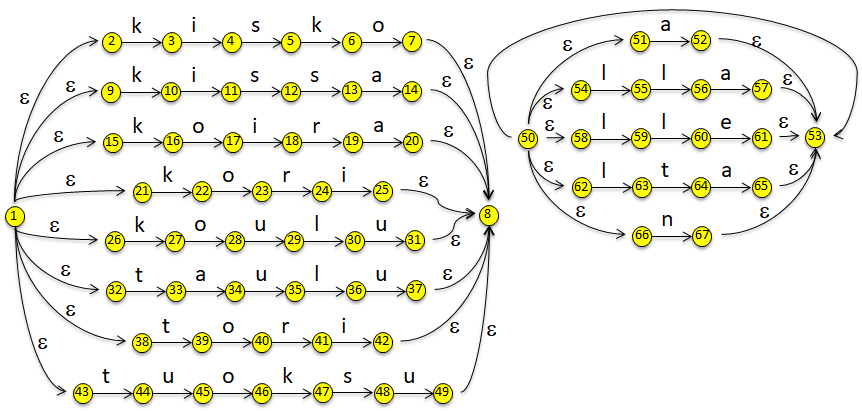 k i s k o
2 3 4 5 6 7
ε
ε
k i s s a
9 10 11 12 13 14
ε
ε
k o i r a
15 16 17 18 19 20
ε
ε
k o r i
21 22 23 24 25
ε
ε
1
8
k o u l u
26 27 28 29 30 31
ε
ε
t a u l u
32 33 34 35 36 37
ε
ε
t o r i
38 39 40 41 42
ε
ε
t u o k s u
43 44 45 46 47 48 49
ε
ε
a
51 52
ε
ε
l l a
54 55 56 57
ε
ε
50
l l e
58 59 60 61
ε
ε
53
l t a
62 63 64 65
ε
ε
n
66 67
ε
ε